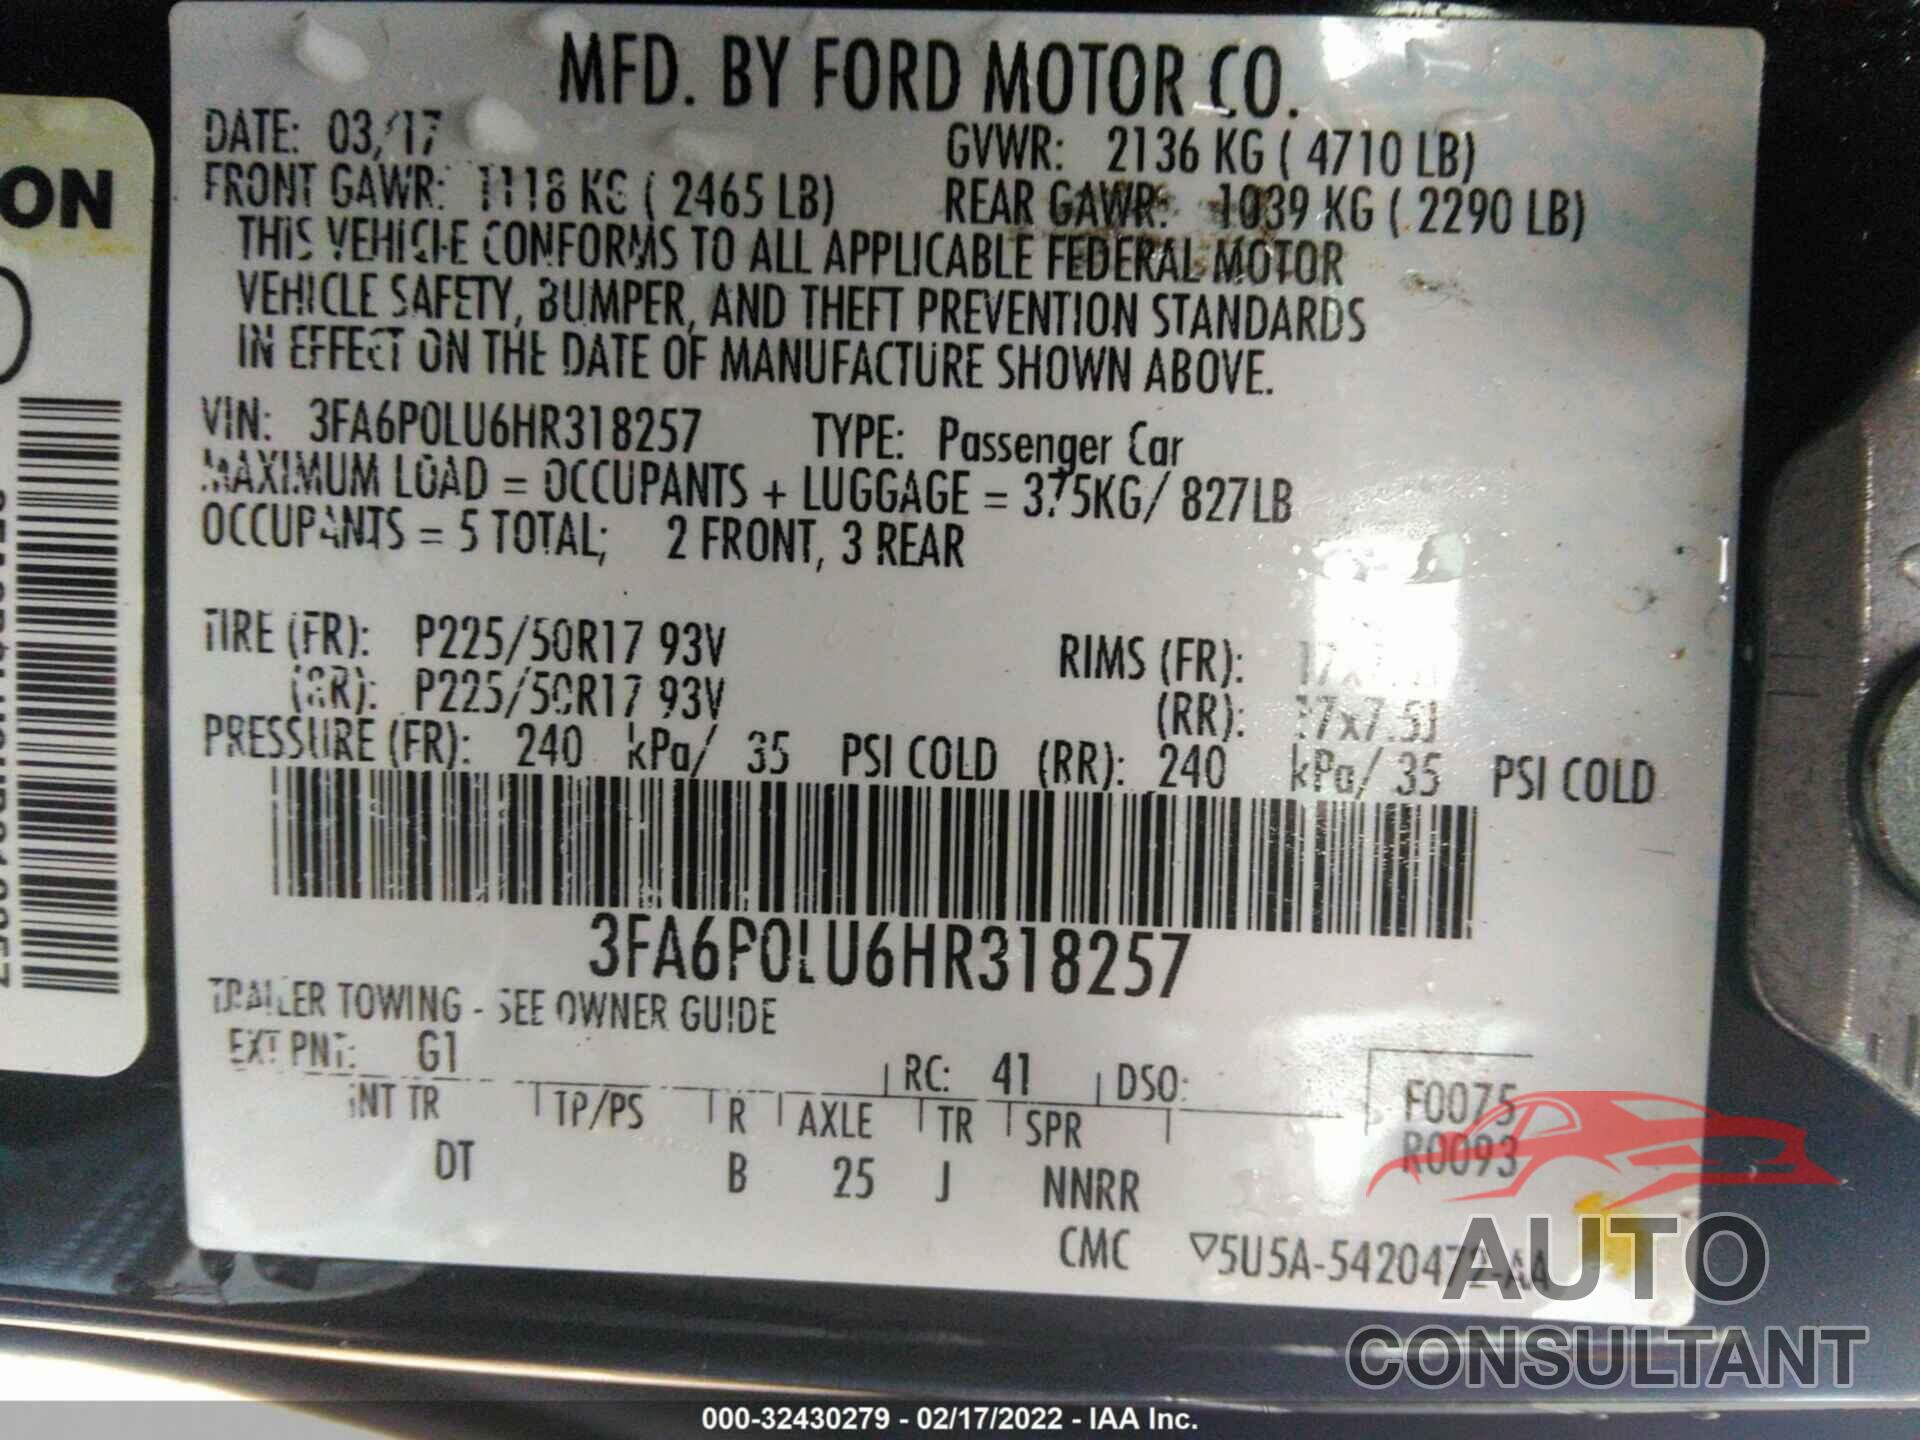 MFD. BY FORD MOTOR CO.
DATE: 03/17
GVWR: 2136 KG ( 4710 LB)
FRONT GAWR: 1118 KG ( 2465 LB)
REAR GAWR: 1039 KG ( 2290 LB)
THIS VEHICLE CONFORMS TO ALL APPLICABLE FEDERAL MOTOR
VEHICLE SAFETY, BUMPER, AND THEFT PREVENTION STANDARDS
IN EFFECT ON THE DATE OF MANUFACTURE SHOWN ABOVE.
VIN: 3FA6P0LU6HR318257 TYPE: Passenger Car
MAXIMUM LOAD = OCCUPANTS + LUGGAGE = 375KG/ 827LB
OCCUPANTS = 5 TOTAL; 2 FRONT, 3 REAR
TIRE (FR): P225/50R17 93V RIMS (FR):
(RR): P225/50R17 93V (RR): 17x7.5J
PRESSURE (FR): 240 kPa/ 35 PSI COLD (RR): 240 kPa/ 35 PSI COLD
3FA6P0LU6HR318257
TRAILER TOWING - SEE OWNER GUIDE
EXT PNT: G1 RC: 41 DSO:
INT TR TP/PS R AXLE TR SPR
DT B 25 J NNRR
F0075
R0093
CMC ▽5U5A-5420472-AA
ON
AUTO
CONSULTANT
000-32430279 - 02/17/2022 - IAA Inc.